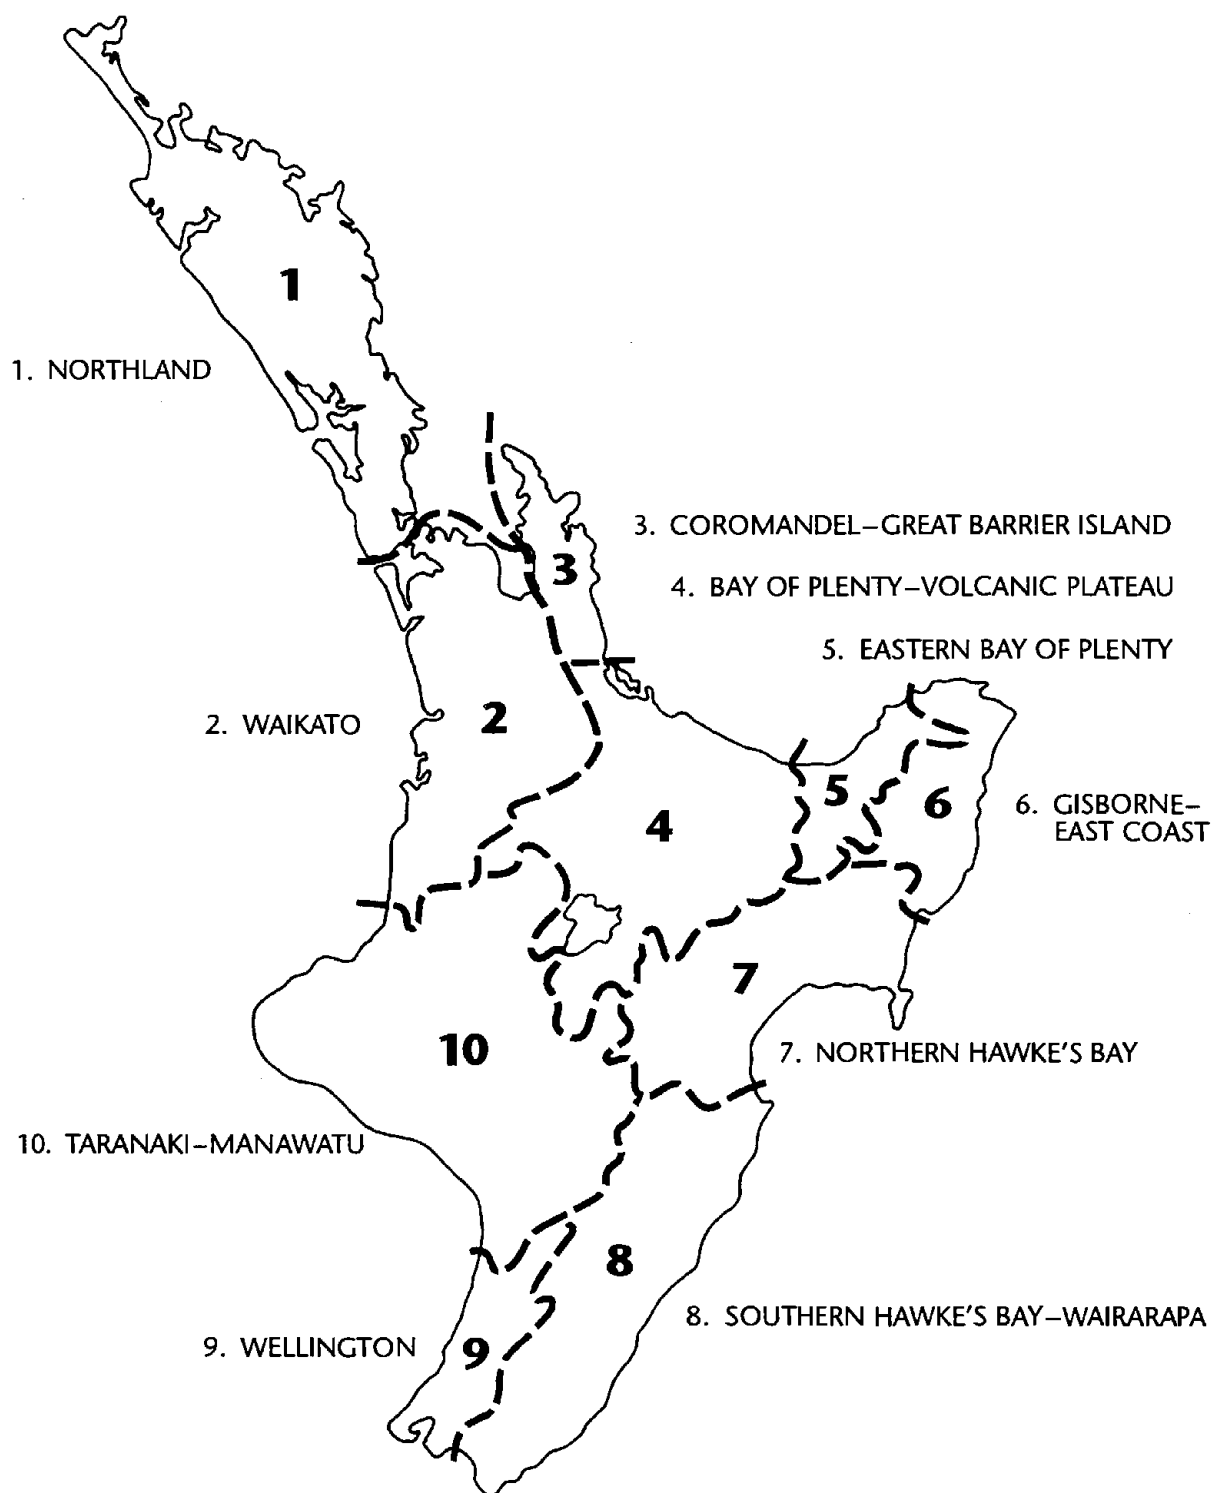 1
1. NORTHLAND
3. COROMANDEL–GREAT BARRIER ISLAND
3
4. BAY OF PLENTY–VOLCANIC PLATEAU
5. EASTERN BAY OF PLENTY
2. WAIKATO
2
5
6
6. GISBORNE–
EAST COAST
4
7
10
7. NORTHERN HAWKE'S BAY
10. TARANAKI–MANAWATU
8
8. SOUTHERN HAWKE'S BAY–WAIRARAPA
9. WELLINGTON
9